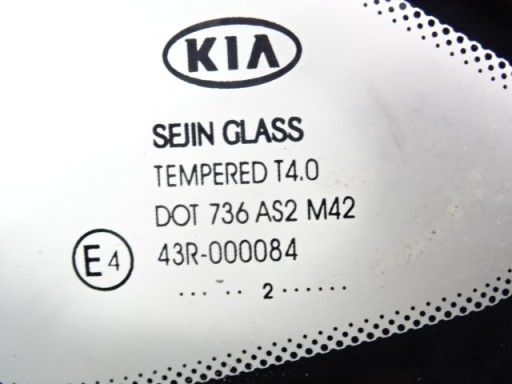 KIA
SEJIN GLASS
TEMPERED T4.0
DOT 736 AS2 M42
E4 43R-000084
..... .. 2 ......